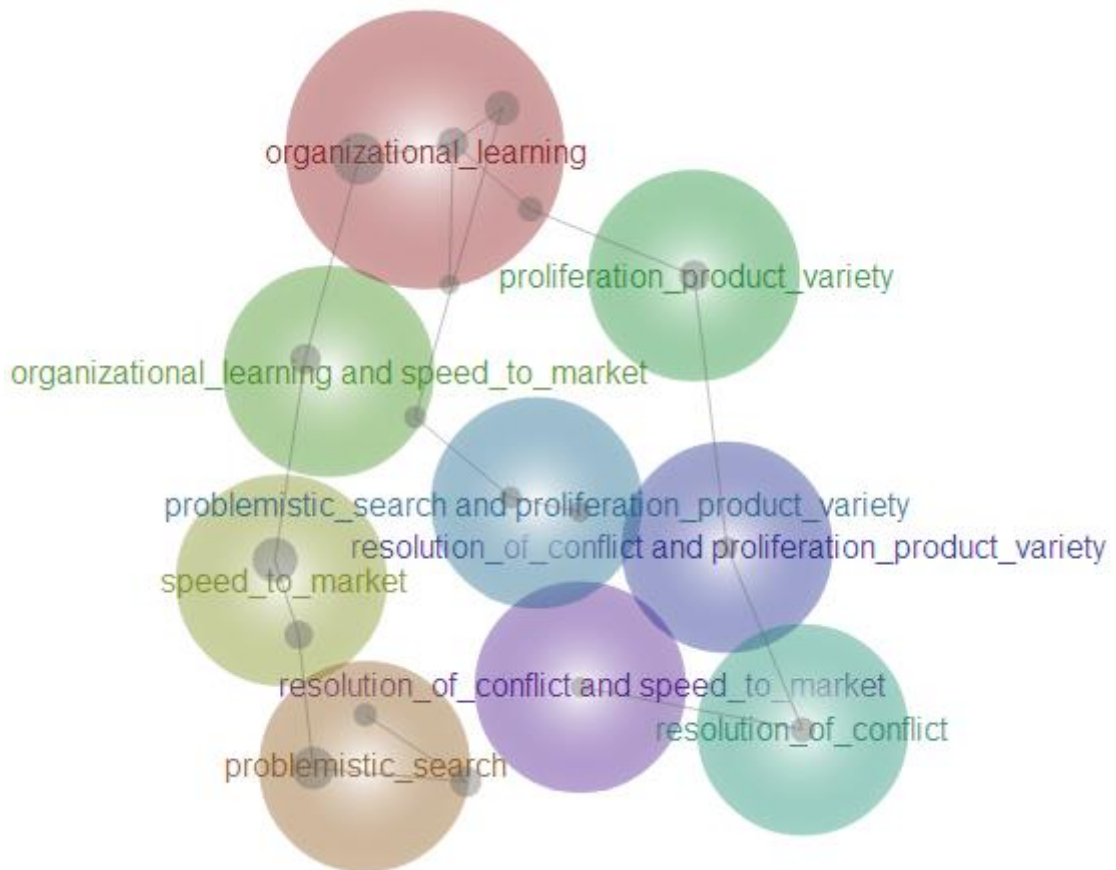 organizational_learning
proliferation_product_variety
organizational_learning and speed_to_market
problemistic_search and proliferation_product_variety
resolution_of_conflict and proliferation_product_variety
speed_to_market
resolution_of_conflict and speed_to_market
resolution_of_conflict
problemistic_search